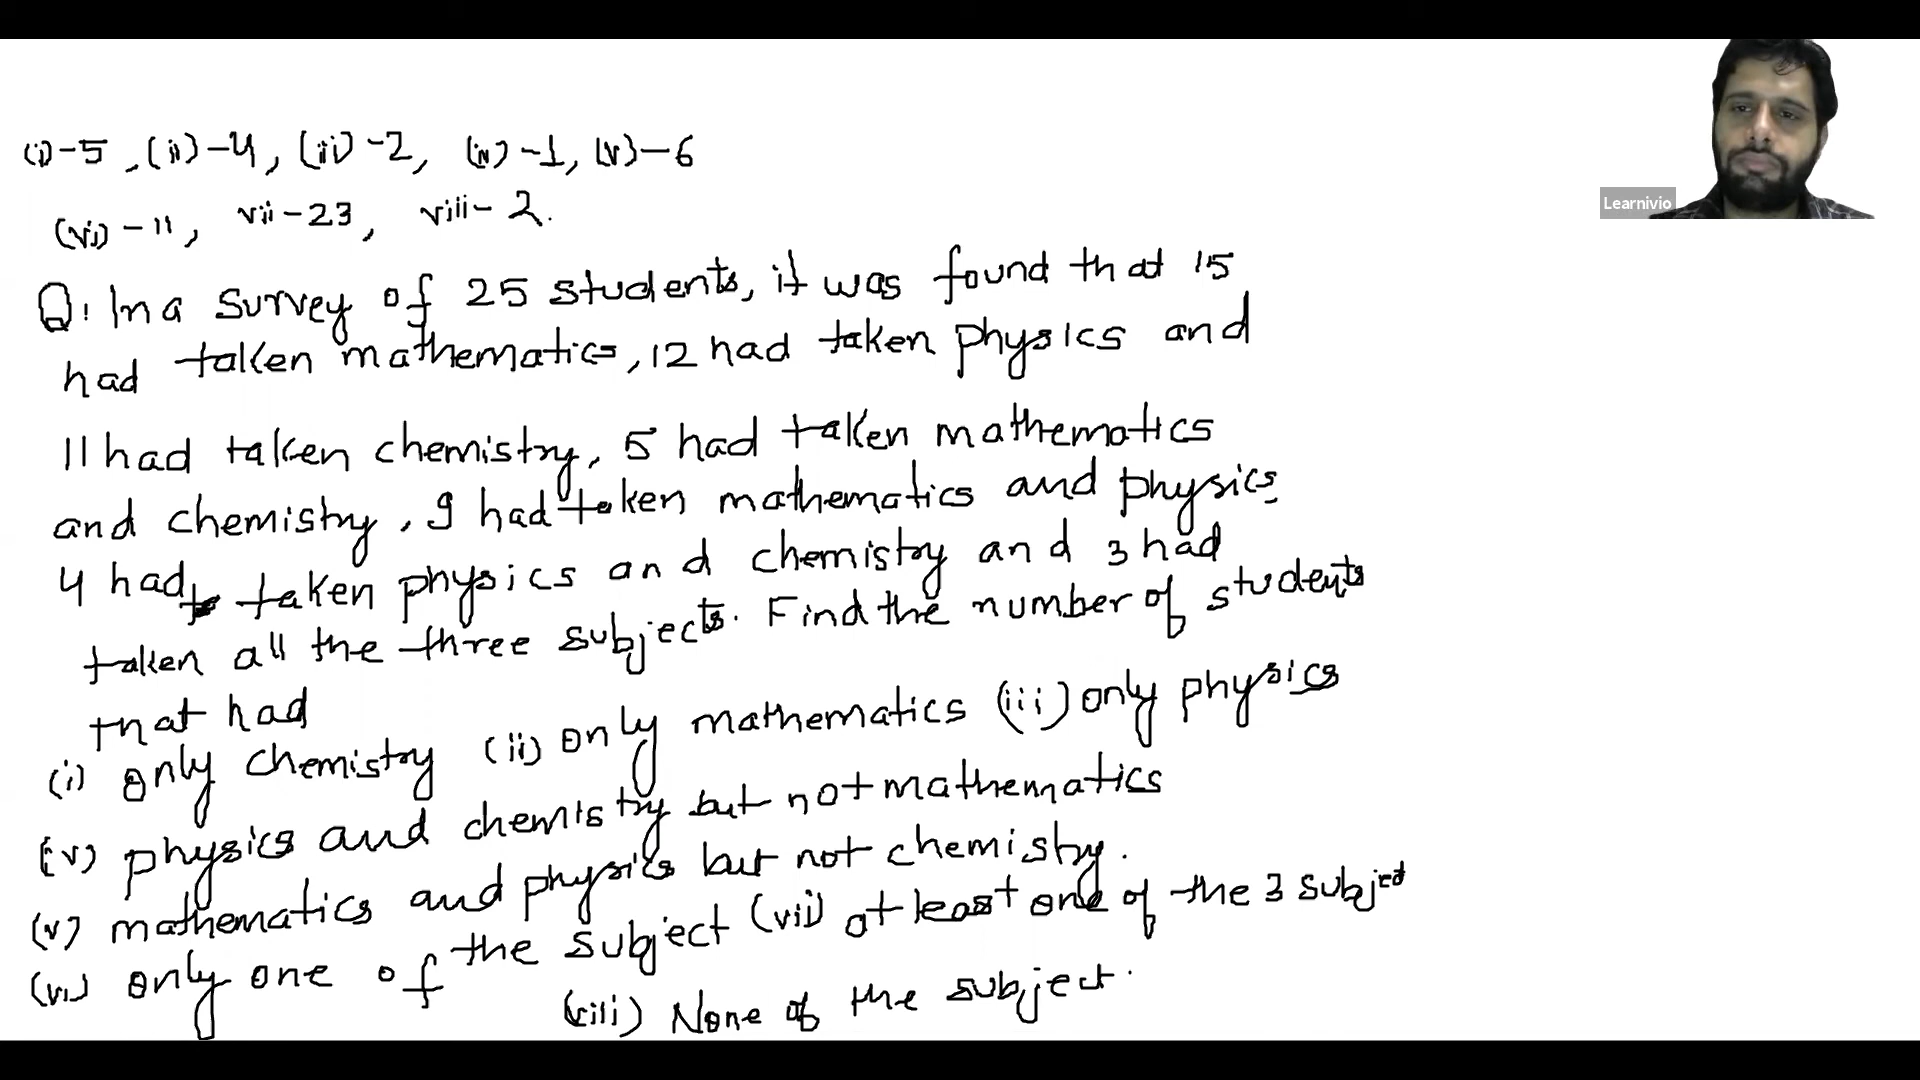 (i)-5, (ii)-4, (iii)-2, (iv)-1, (v)-6
(vi)-11, vii-23, viii-2.
Learnivio
Q. In a survey of 25 students, it was found that 15
had taken mathematics, 12 had taken physics and
11 had taken chemistry, 5 had taken mathematics
and chemistry, 9 had taken mathematics and physics,
4 had taken physics and chemistry and 3 had
taken all the three subjects. Find the number of students
that had
(i) only chemistry (ii) only mathematics (iii) only physics
(iv) physics and chemistry but not mathematics
(v) mathematics and physics but not chemistry.
(vi) only one of the subject (vii) at least one of the 3 subject
(viii) None of the subject.